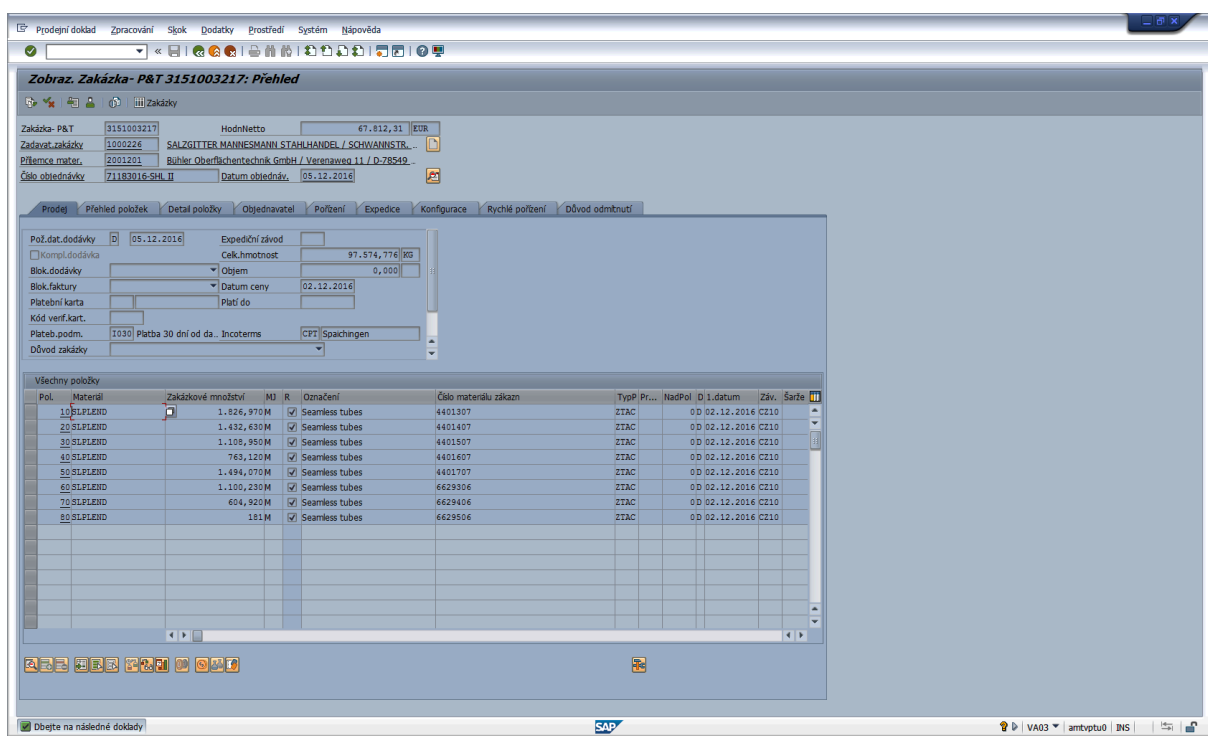 Prodejní doklad Zpracování Skok Dodatky Prostředí Systém Nápověda
Zobraz. Zakázka- P&T 3151003217: Přehled
Zakázky
Zakázka- P&T 3151003217 HodnNetto 67.812,31 EUR
Zadavat.zakázky 1000226 SALZGITTER MANNESMANN STAHLHANDEL / SCHWANNSTR. ...
Příjemce mater. 2001201 Bühler Oberflächentechnik GmbH / Verenaweg 11 / D-78549 ...
Číslo objednávky 71183016-SHL II Datum objednáv. 05.12.2016
Prodej Přehled položek Detail položky Objednavatel Pořízení Expedice Konfigurace Rychlé pořízení Důvod odmítnutí
Pož.dat.dodávky D 05.12.2016 Expediční závod
Kompl.dodávka Celk.hmotnost 97.574,776 KG
Blok.dodávky Objem 0,000
Blok.faktury Datum ceny 02.12.2016
Platební karta Platí do
Kód verif.kart.
Plateb.podm. I030 Platba 30 dní od da.. Incoterms CPT Spaichingen
Důvod zakázky
Všechny položky
Pol. Materiál Zakázkové množství MJ R Označení Číslo materiálu zákazn TypP Pr... NadPol D 1.datum Záv. Šarže
10 SLPLEND 1.826,970 M Seamless tubes 4401307 ZTAC 0 D 02.12.2016 CZ10
20 SLPLEND 1.432,630 M Seamless tubes 4401407 ZTAC 0 D 02.12.2016 CZ10
30 SLPLEND 1.108,950 M Seamless tubes 4401507 ZTAC 0 D 02.12.2016 CZ10
40 SLPLEND 763,120 M Seamless tubes 4401607 ZTAC 0 D 02.12.2016 CZ10
50 SLPLEND 1.494,070 M Seamless tubes 4401707 ZTAC 0 D 02.12.2016 CZ10
60 SLPLEND 1.100,230 M Seamless tubes 6629306 ZTAC 0 D 02.12.2016 CZ10
70 SLPLEND 604,920 M Seamless tubes 6629406 ZTAC 0 D 02.12.2016 CZ10
80 SLPLEND 181 M Seamless tubes 6629506 ZTAC 0 D 02.12.2016 CZ10
Dbejte na následné doklady SAP VA03 amtvptu0 INS